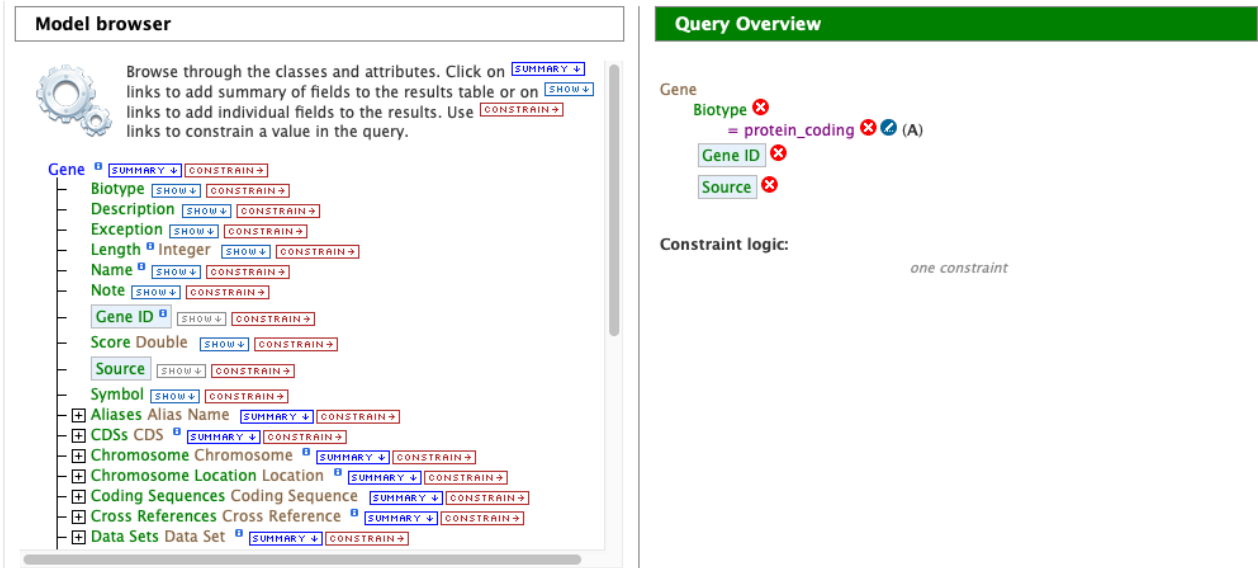 Model browser
Browse through the classes and attributes. Click on SUMMARY ↓
links to add summary of fields to the results table or on SHOW ↓
links to add individual fields to the results. Use CONSTRAIN →
links to constrain a value in the query.
Gene i SUMMARY ↓ CONSTRAIN →
Biotype SHOW ↓ CONSTRAIN →
Description SHOW ↓ CONSTRAIN →
Exception SHOW ↓ CONSTRAIN →
Length i Integer SHOW ↓ CONSTRAIN →
Name i SHOW ↓ CONSTRAIN →
Note SHOW ↓ CONSTRAIN →
Gene ID i SHOW ↓ CONSTRAIN →
Score Double SHOW ↓ CONSTRAIN →
Source SHOW ↓ CONSTRAIN →
Symbol SHOW ↓ CONSTRAIN →
Aliases Alias Name SUMMARY ↓ CONSTRAIN →
CDSs CDS i SUMMARY ↓ CONSTRAIN →
Chromosome Chromosome i SUMMARY ↓ CONSTRAIN →
Chromosome Location Location i SUMMARY ↓ CONSTRAIN →
Coding Sequences Coding Sequence SUMMARY ↓ CONSTRAIN →
Cross References Cross Reference i SUMMARY ↓ CONSTRAIN →
Data Sets Data Set i SUMMARY ↓ CONSTRAIN →
Query Overview
Gene
Biotype
= protein_coding (A)
Gene ID
Source
Constraint logic:
one constraint